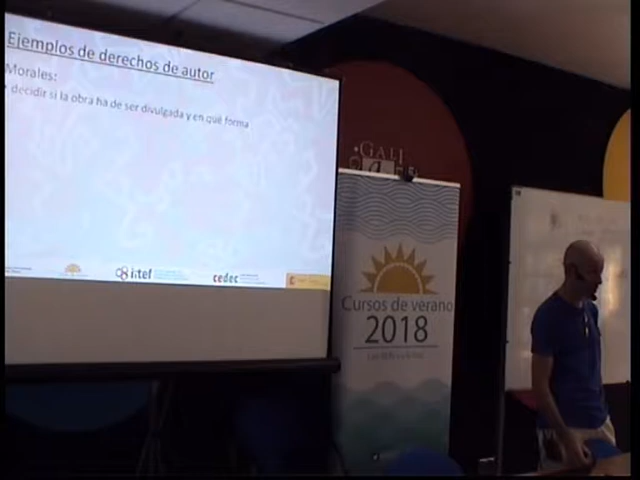 Ejemplos de derechos de autor
Morales:
decidir si la obra ha de ser divulgada y en qué forma
intef
cedec
GALI
Cursos de verano
2018